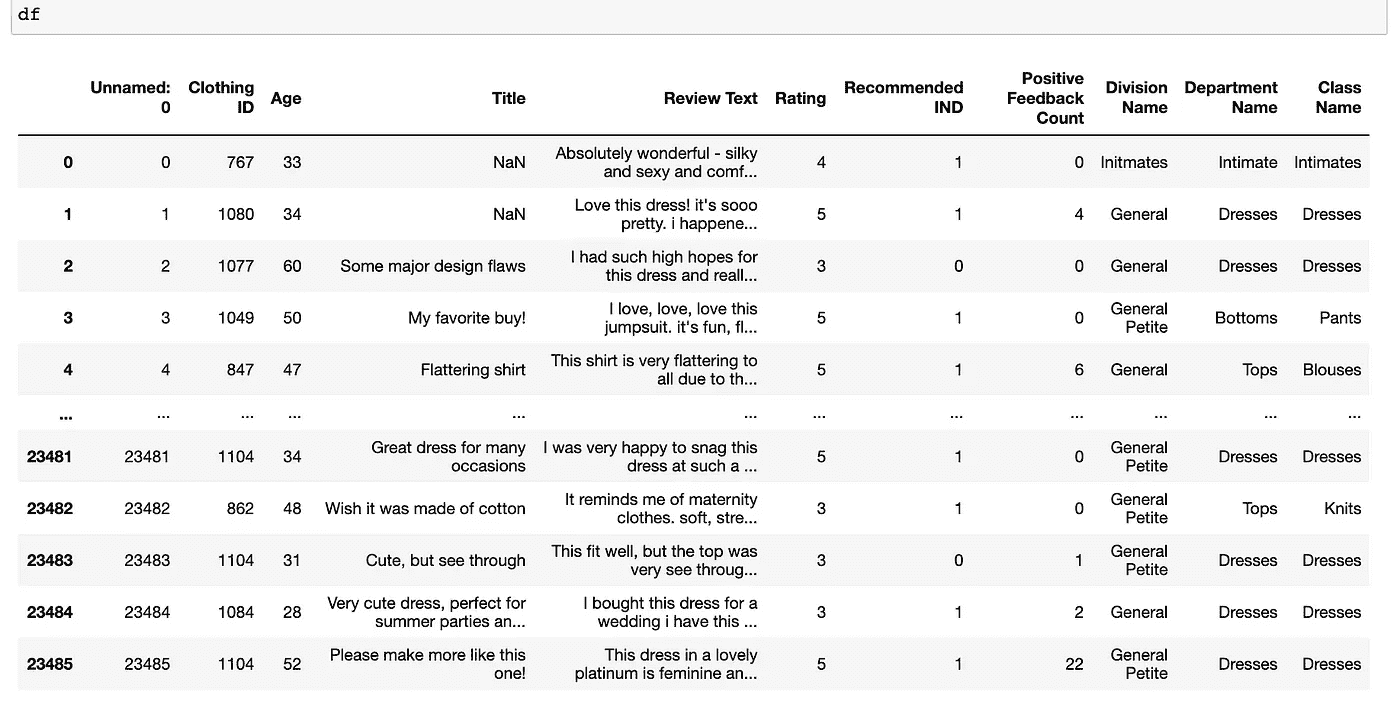 df
Unnamed: 0 Clothing ID Age Title Review Text Rating Recommended IND Positive Feedback Count Division Name Department Name Class Name
0 0 767 33 NaN Absolutely wonderful - silky and sexy and comf... 4 1 0 Initmates Intimate Intimates
1 1 1080 34 NaN Love this dress! it's sooo pretty. i happene... 5 1 4 General Dresses Dresses
2 2 1077 60 Some major design flaws I had such high hopes for this dress and reall... 3 0 0 General Dresses Dresses
3 3 1049 50 My favorite buy! I love, love, love this jumpsuit. it's fun, fl... 5 1 0 General Petite Bottoms Pants
4 4 847 47 Flattering shirt This shirt is very flattering to all due to th... 5 1 6 General Tops Blouses
... ... ... ... ... ... ... ... ... ... ... ...
23481 23481 1104 34 Great dress for many occasions I was very happy to snag this dress at such a ... 5 1 0 General Petite Dresses Dresses
23482 23482 862 48 Wish it was made of cotton It reminds me of maternity clothes. soft, stre... 3 1 0 General Petite Tops Knits
23483 23483 1104 31 Cute, but see through This fit well, but the top was very see throug... 3 0 1 General Petite Dresses Dresses
23484 23484 1084 28 Very cute dress, perfect for summer parties an... I bought this dress for a wedding i have this ... 3 1 2 General Dresses Dresses
23485 23485 1104 52 Please make more like this one! This dress in a lovely platinum is feminine an... 5 1 22 General Petite Dresses Dresses